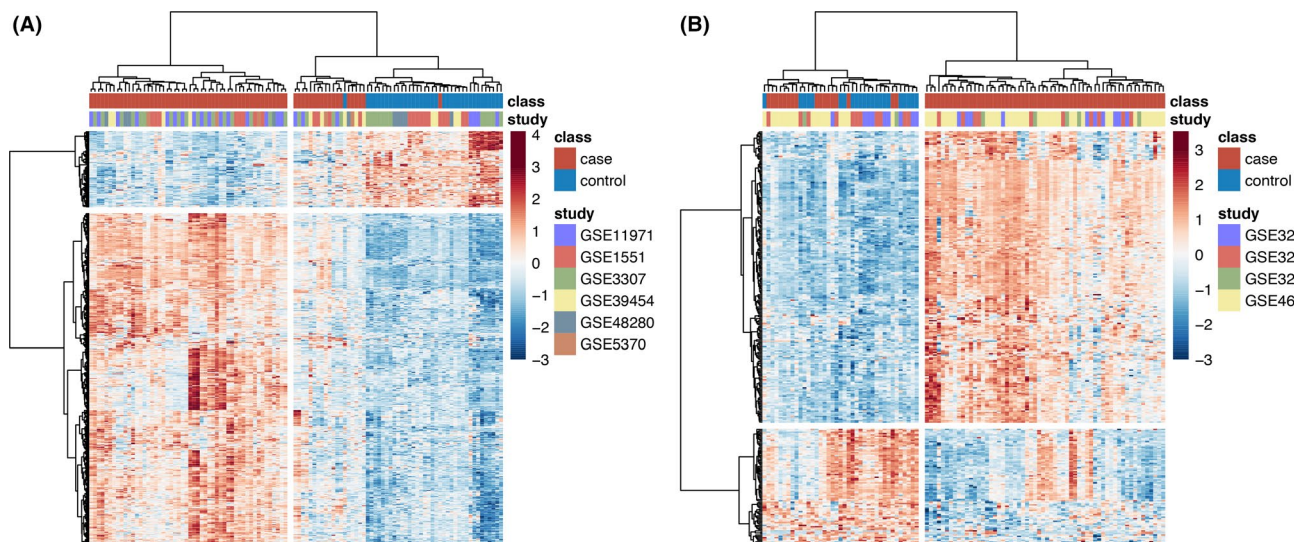 (A)
class
study
4
3
2
1
0
−1
−2
−3
class
case
control
study
GSE11971
GSE1551
GSE3307
GSE39454
GSE48280
GSE5370
(B)
class
study
3
2
1
0
−1
−2
−3
class
case
control
study
GSE32
GSE32
GSE32
GSE46